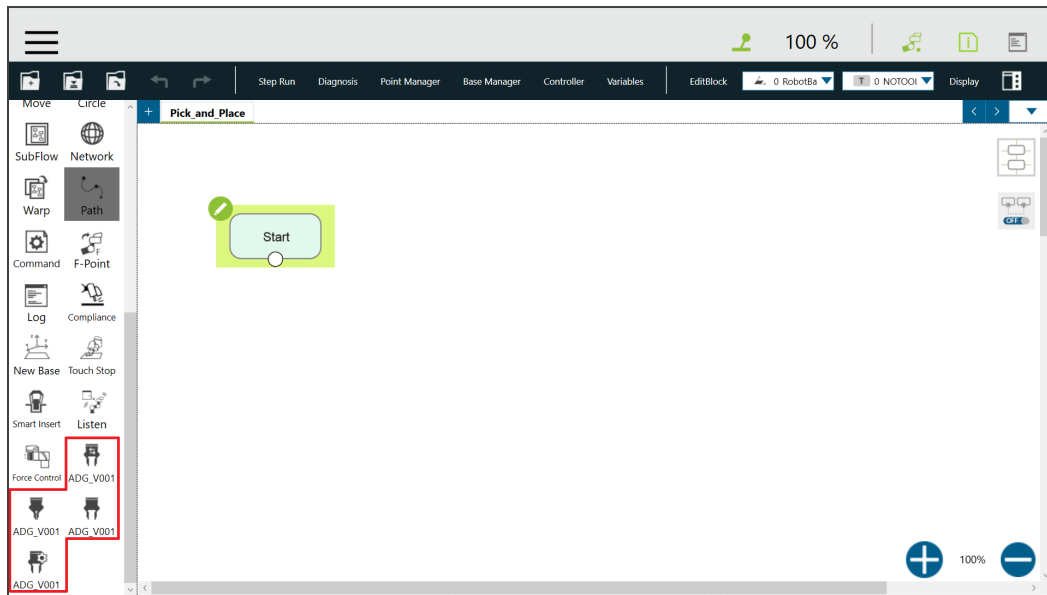 100 %
Step Run Diagnosis Point Manager Base Manager Controller Variables EditBlock 0 RobotBa T 0 NOTOOL Display
Move Circle
+ Pick_and_Place
SubFlow Network
Warp Path
Start
OFF
Command F-Point
Log Compliance
New Base Touch Stop
Smart Insert Listen
Force Control ADG_V001
ADG_V001 ADG_V001
100%
ADG_V001